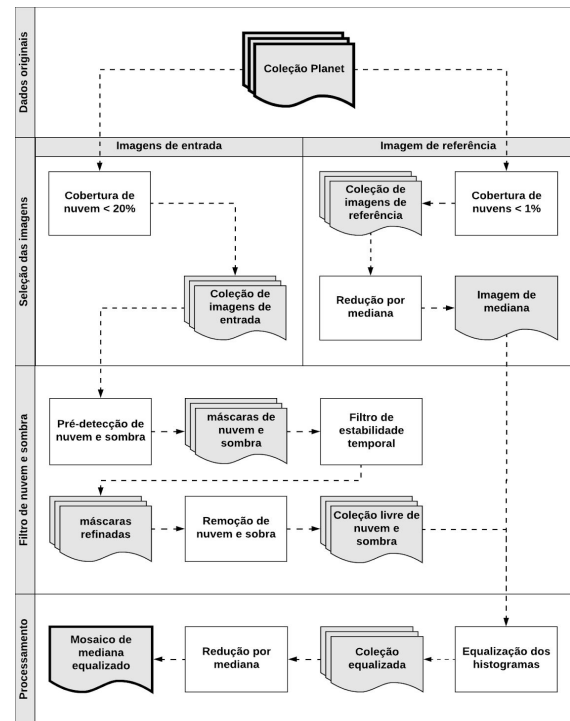 Dados originais
Coleção Planet
Seleção das imagens
Imagens de entrada
Imagem de referência
Cobertura de
nuvem < 20%
Coleção de
imagens de
referência
Cobertura de
nuvens < 1%
Coleção de
imagens de
entrada
Redução por
mediana
Imagem de
mediana
Filtro de nuvem e sombra
Pré-detecção de
nuvem e sombra
máscaras
de nuvem e
sombra
Filtro de
estabilidade
temporal
máscaras
refinadas
Remoção de
nuvem e sobra
Coleção livre de
nuvem e
sombra
Processamento
Mosaico de
mediana
equalizado
Redução por
mediana
Coleção
equalizada
Equalização dos
histogramas